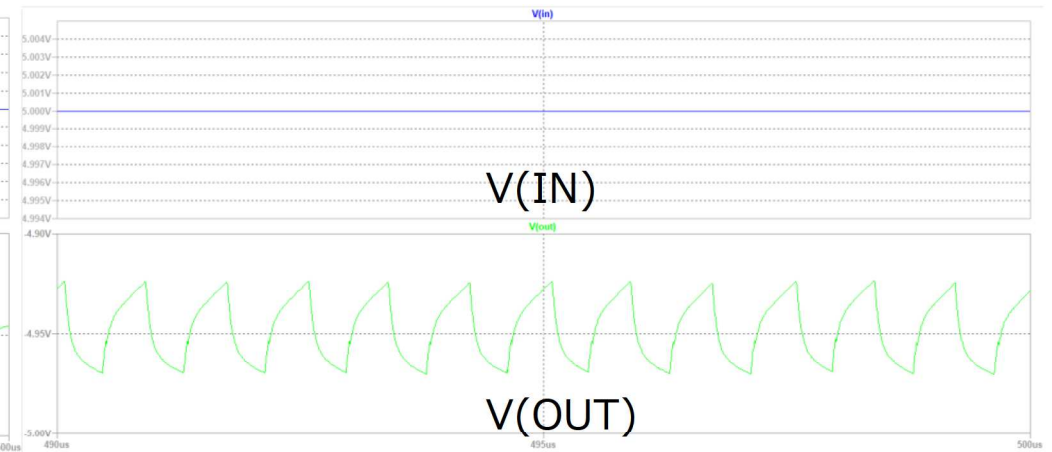 V(in)
5.004V
5.003V
5.002V
5.001V
5.000V
4.999V
4.998V
4.997V
4.996V
4.995V
4.994V
V(IN)
V(out)
-4.90V
-4.95V
-5.00V
V(OUT)
00us
490us
495us
500us